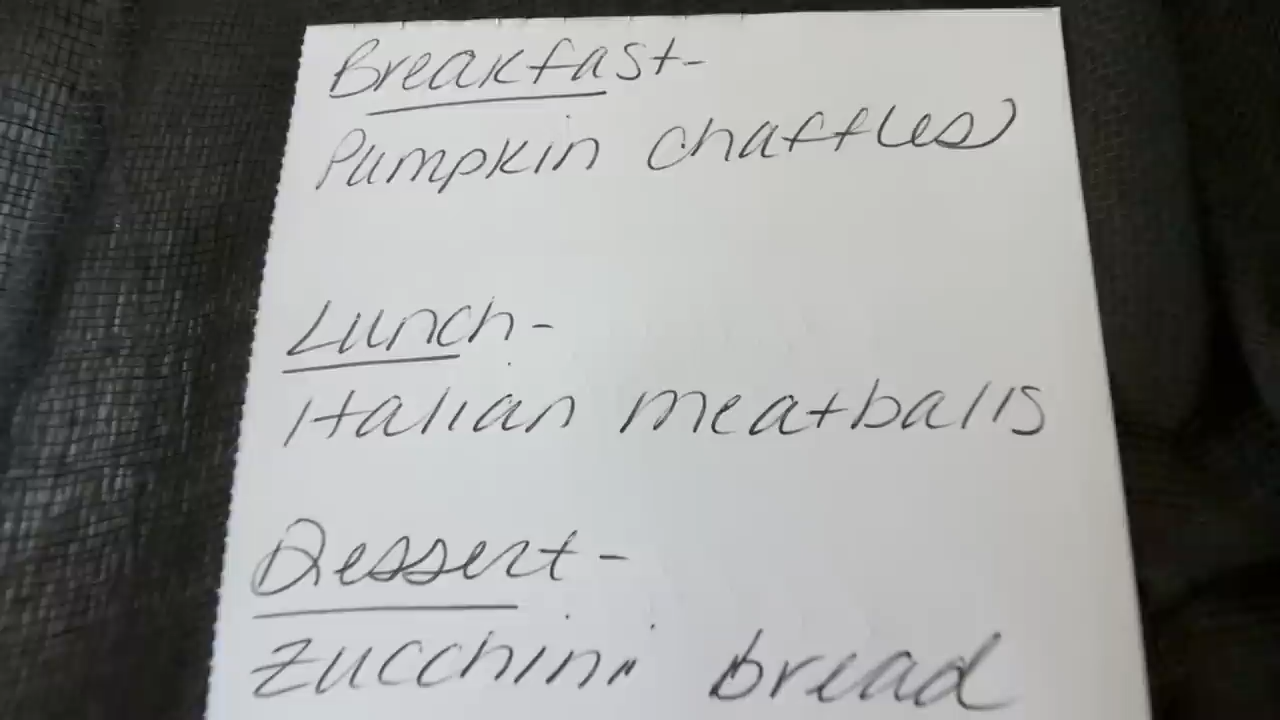 Breakfast-
Pumpkin chaffles
Lunch-
Italian meatballs
Dessert-
Zucchini bread